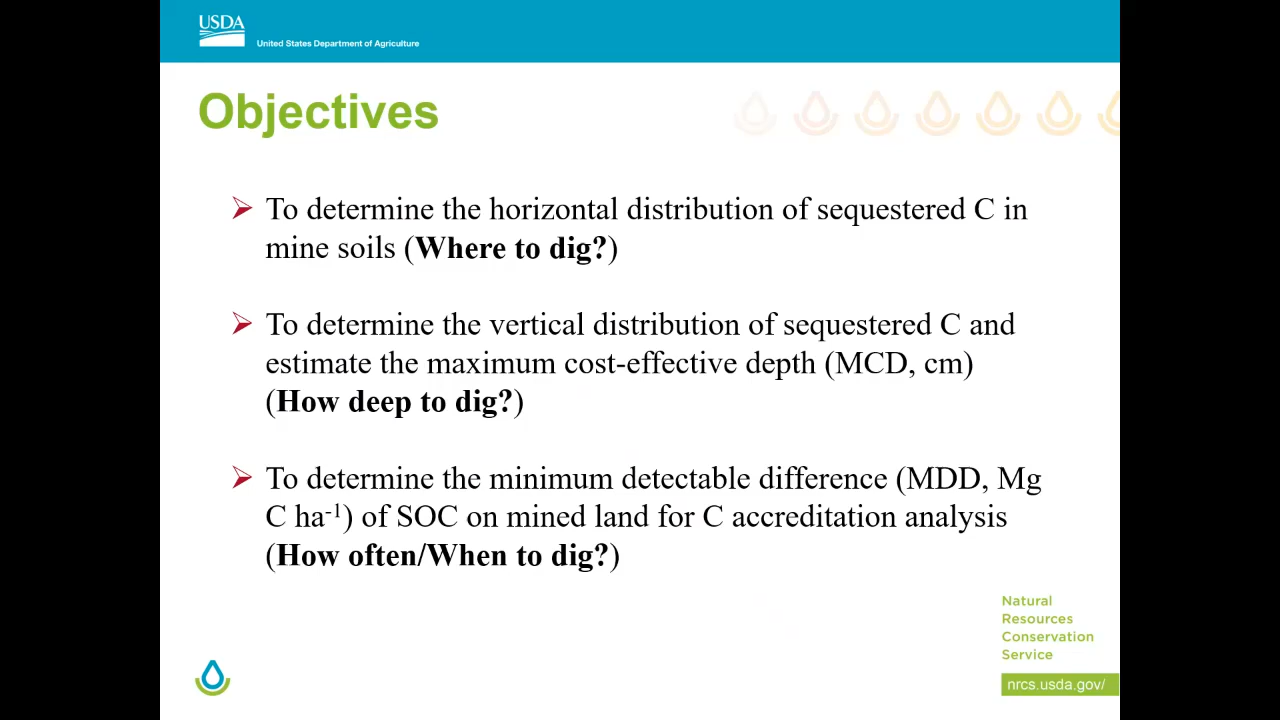 USDA
United States Department of Agriculture
Objectives
To determine the horizontal distribution of sequestered C in
mine soils (Where to dig?)
To determine the vertical distribution of sequestered C and
estimate the maximum cost-effective depth (MCD, cm)
(How deep to dig?)
To determine the minimum detectable difference (MDD, Mg
C ha⁻¹) of SOC on mined land for C accreditation analysis
(How often/When to dig?)
Natural
Resources
Conservation
Service
nrcs.usda.gov/